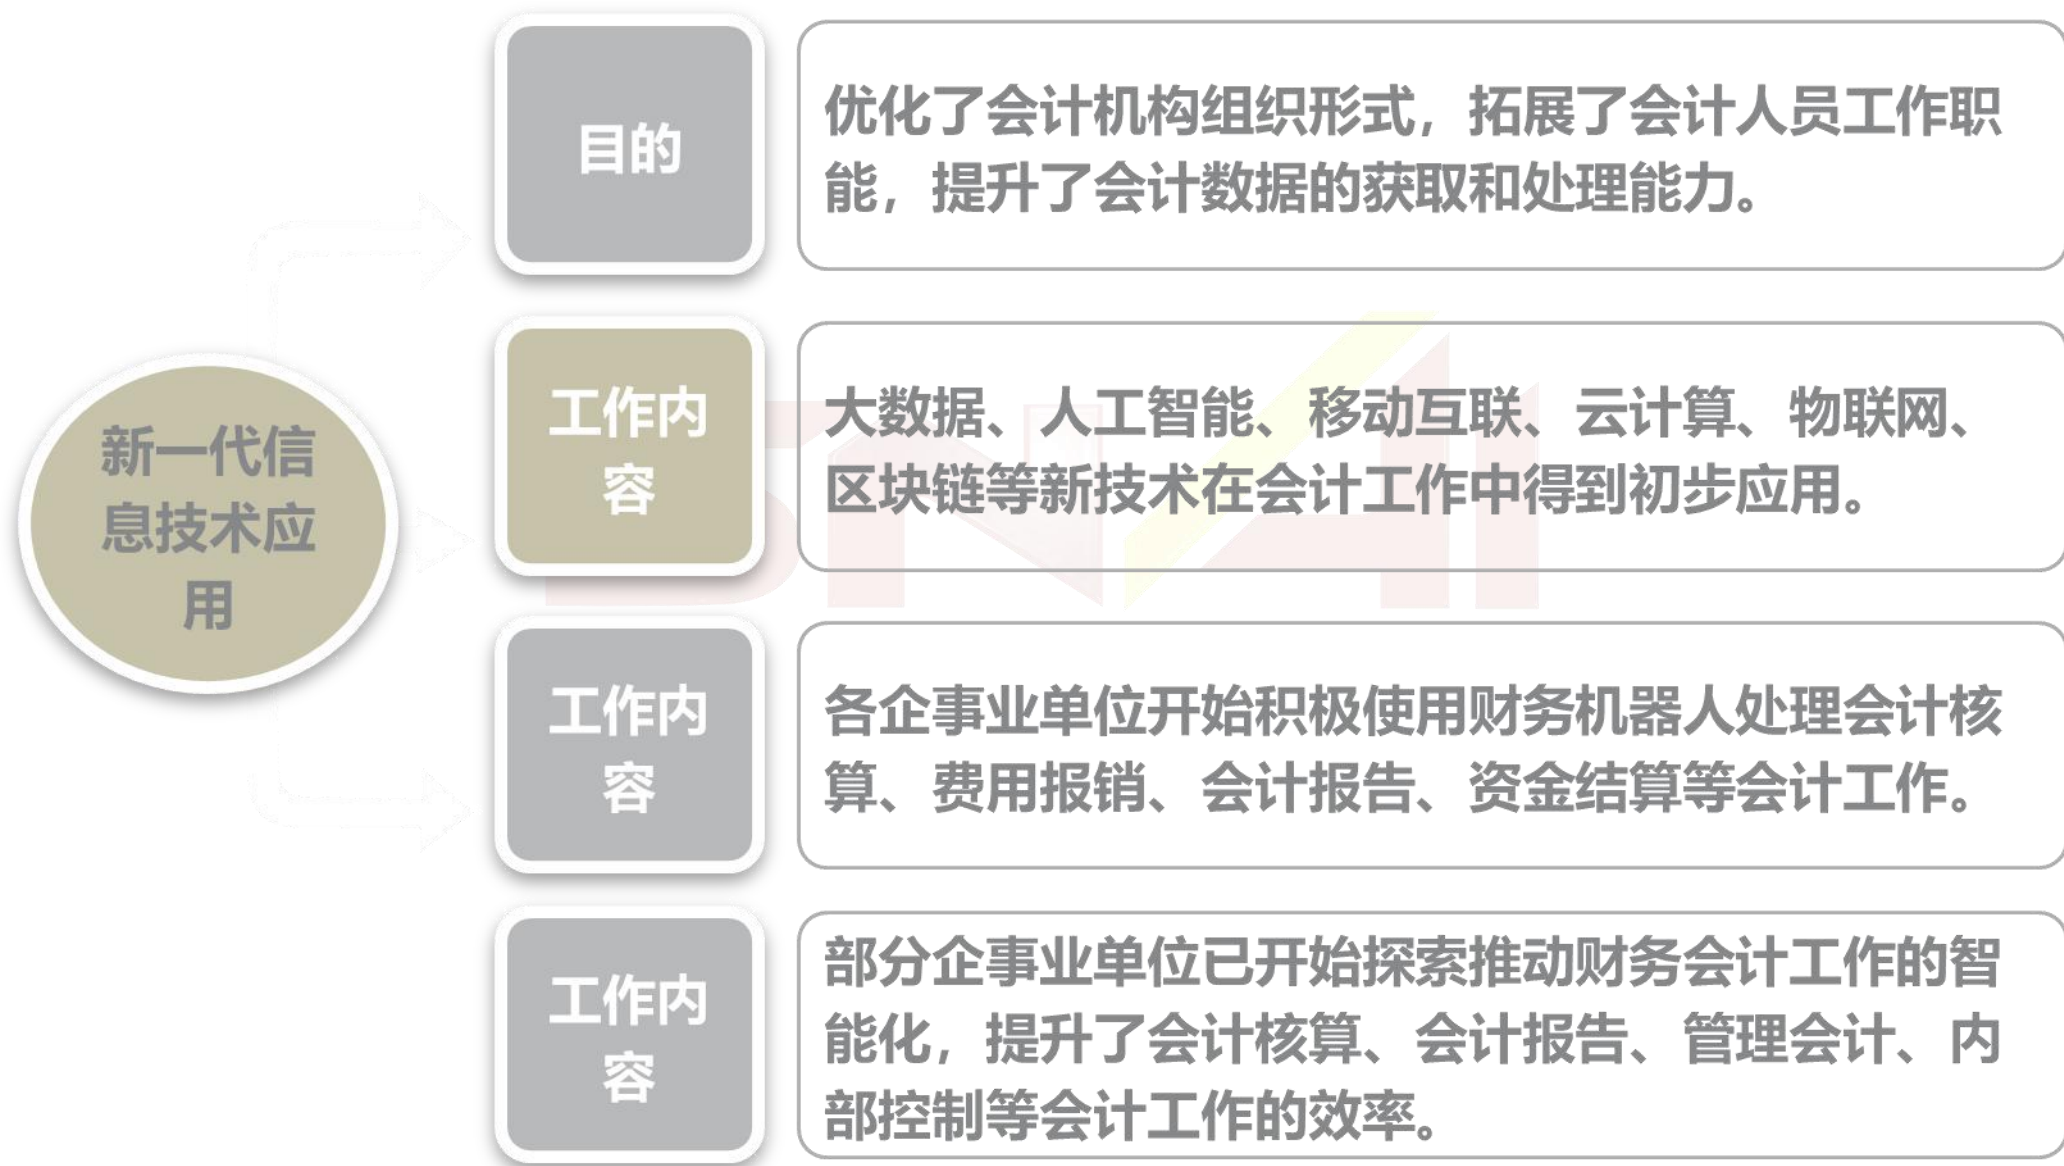 新一代信
息技术应
用
目的
优化了会计机构组织形式，拓展了会计人员工作职
能，提升了会计数据的获取和处理能力。
工作内
容
大数据、人工智能、移动互联、云计算、物联网、
区块链等新技术在会计工作中得到初步应用。
工作内
容
各企事业单位开始积极使用财务机器人处理会计核
算、费用报销、会计报告、资金结算等会计工作。
工作内
容
部分企事业单位已开始探索推动财务会计工作的智
能化，提升了会计核算、会计报告、管理会计、内
部控制等会计工作的效率。